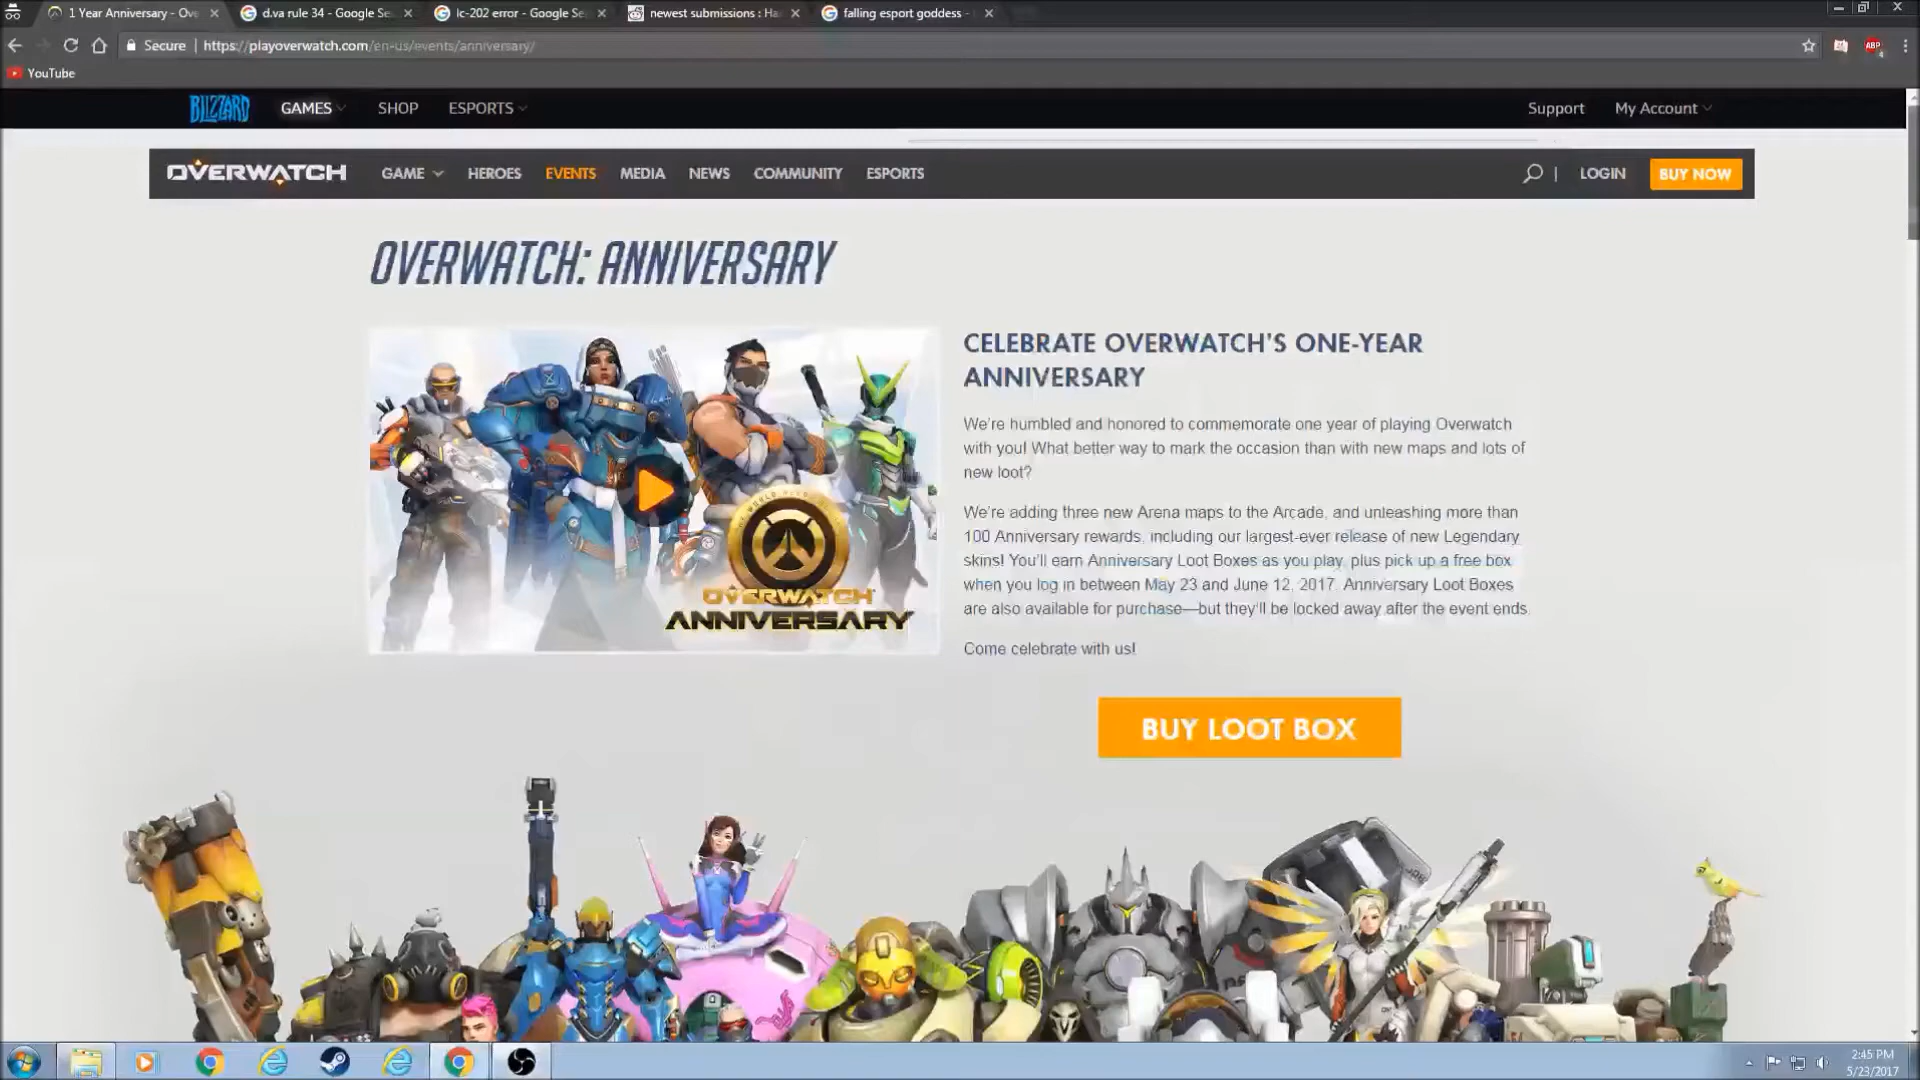 1 Year Anniversary - Ove
d.va rule 34 - Google Se
lc-202 error - Google Se
newest submissions : Ha
falling esport goddess -
Secure | https://playoverwatch.com/en-us/events/anniversary/
ABP
4
YouTube
BLIZZARD
GAMES
SHOP
ESPORTS
Support
My Account
OVERWATCH
GAME
HEROES
EVENTS
MEDIA
NEWS
COMMUNITY
ESPORTS
|
LOGIN
BUY NOW
OVERWATCH: ANNIVERSARY
OVERWATCH
ANNIVERSARY
CELEBRATE OVERWATCH'S ONE-YEAR
ANNIVERSARY
We're humbled and honored to commemorate one year of playing Overwatch
with you! What better way to mark the occasion than with new maps and lots of
new loot?
We're adding three new Arena maps to the Arcade, and unleashing more than
100 Anniversary rewards, including our largest-ever release of new Legendary
skins! You'll earn Anniversary Loot Boxes as you play, plus pick up a free box
when you log in between May 23 and June 12, 2017. Anniversary Loot Boxes
are also available for purchase—but they'll be locked away after the event ends.
Come celebrate with us!
BUY LOOT BOX
2:45 PM
5/23/2017